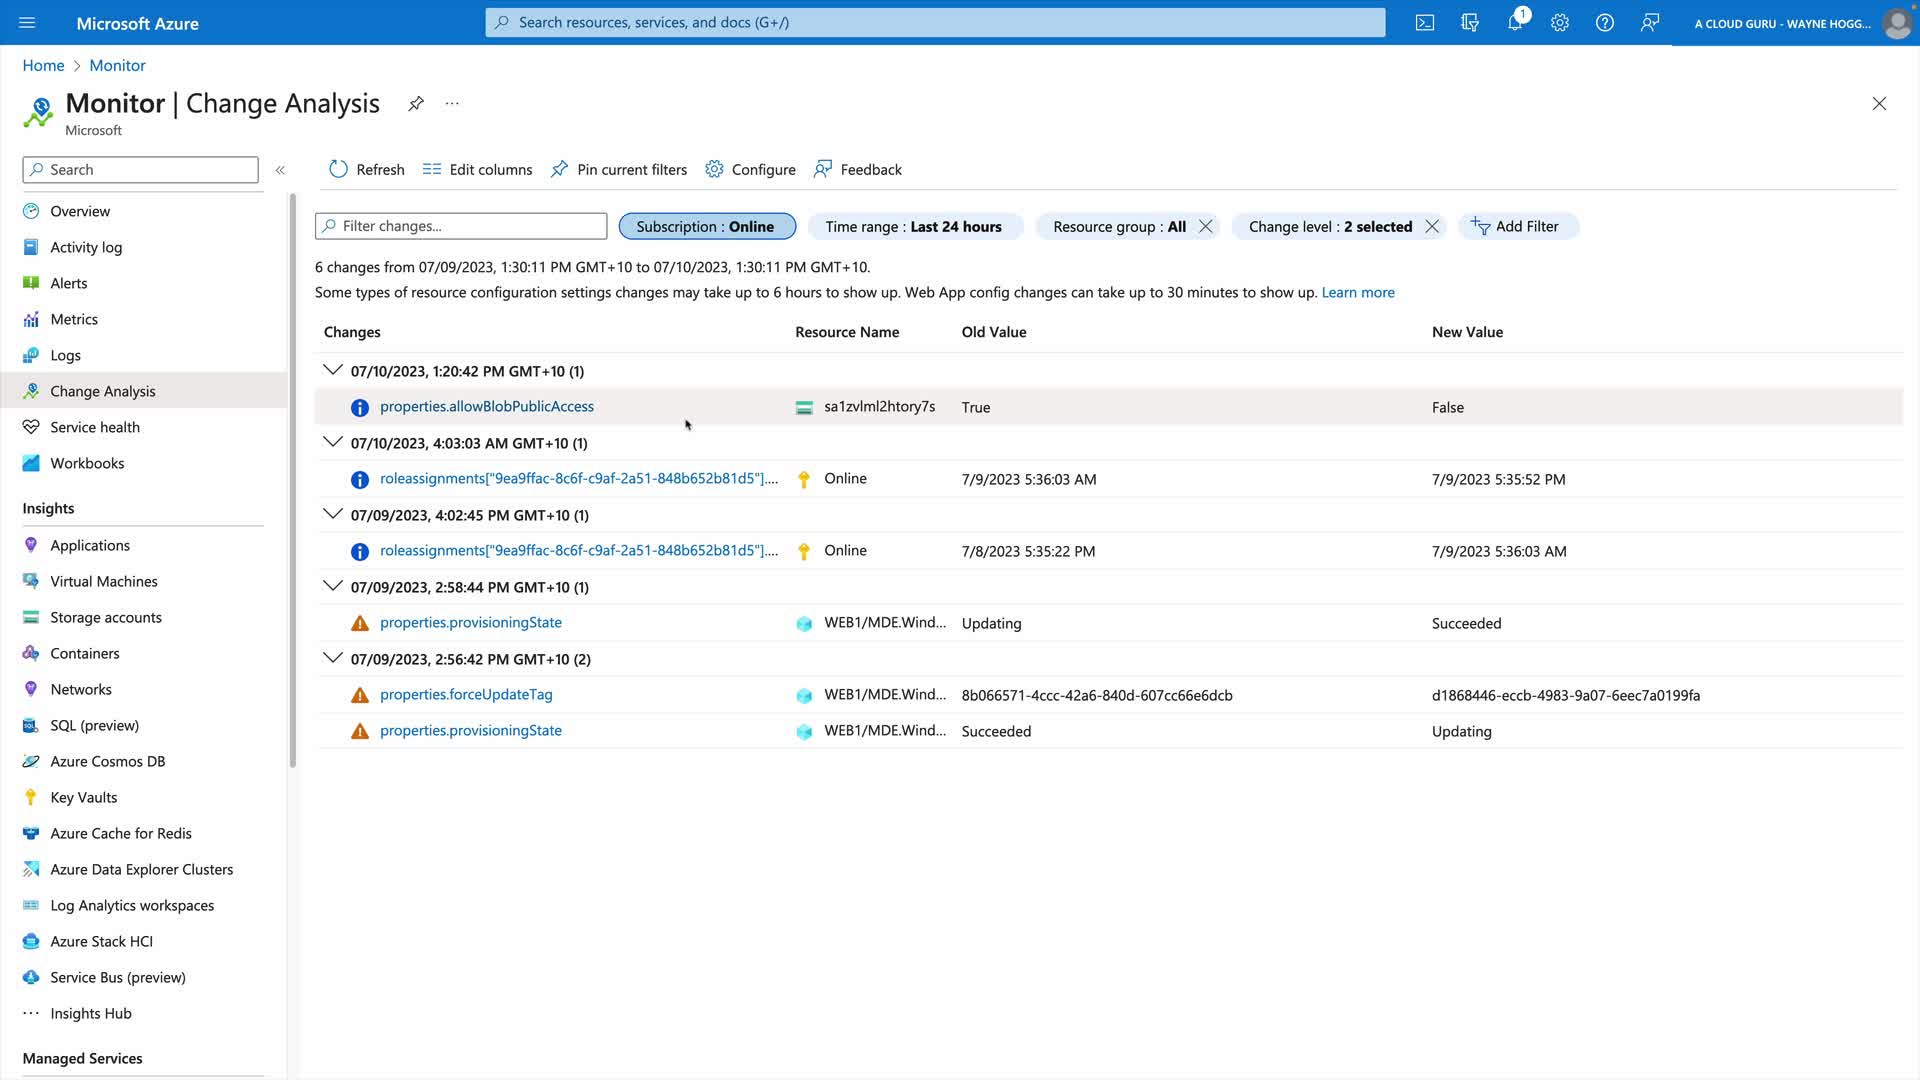 Microsoft Azure
Search resources, services, and docs (G+/)
1
A CLOUD GURU - WAYNE HOGG...
Home > Monitor
Monitor | Change Analysis
Microsoft
Search
Overview
Activity log
Alerts
Metrics
Logs
Change Analysis
Service health
Workbooks
Insights
Applications
Virtual Machines
Storage accounts
Containers
Networks
SQL (preview)
Azure Cosmos DB
Key Vaults
Azure Cache for Redis
Azure Data Explorer Clusters
Log Analytics workspaces
Azure Stack HCI
Service Bus (preview)
Insights Hub
Managed Services
Refresh Edit columns Pin current filters Configure Feedback
Filter changes... Subscription : Online Time range : Last 24 hours Resource group : All Change level : 2 selected Add Filter
6 changes from 07/09/2023, 1:30:11 PM GMT+10 to 07/10/2023, 1:30:11 PM GMT+10.
Some types of resource configuration settings changes may take up to 6 hours to show up. Web App config changes can take up to 30 minutes to show up. Learn more
Changes Resource Name Old Value New Value
07/10/2023, 1:20:42 PM GMT+10 (1)
properties.allowBlobPublicAccess sa1zvlml2htory7s True False
07/10/2023, 4:03:03 AM GMT+10 (1)
roleassignments["9ea9ffac-8c6f-c9af-2a51-848b652b81d5"].... Online 7/9/2023 5:36:03 AM 7/9/2023 5:35:52 PM
07/09/2023, 4:02:45 PM GMT+10 (1)
roleassignments["9ea9ffac-8c6f-c9af-2a51-848b652b81d5"].... Online 7/8/2023 5:35:22 PM 7/9/2023 5:36:03 AM
07/09/2023, 2:58:44 PM GMT+10 (1)
properties.provisioningState WEB1/MDE.Wind... Updating Succeeded
07/09/2023, 2:56:42 PM GMT+10 (2)
properties.forceUpdateTag WEB1/MDE.Wind... 8b066571-4ccc-42a6-840d-607cc66e6dcb d1868446-eccb-4983-9a07-6eec7a0199fa
properties.provisioningState WEB1/MDE.Wind... Succeeded Updating